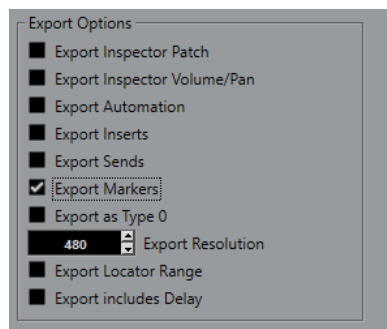 Export Options
Export Inspector Patch
Export Inspector Volume/Pan
Export Automation
Export Inserts
Export Sends
Export Markers
Export as Type 0
480 Export Resolution
Export Locator Range
Export includes Delay